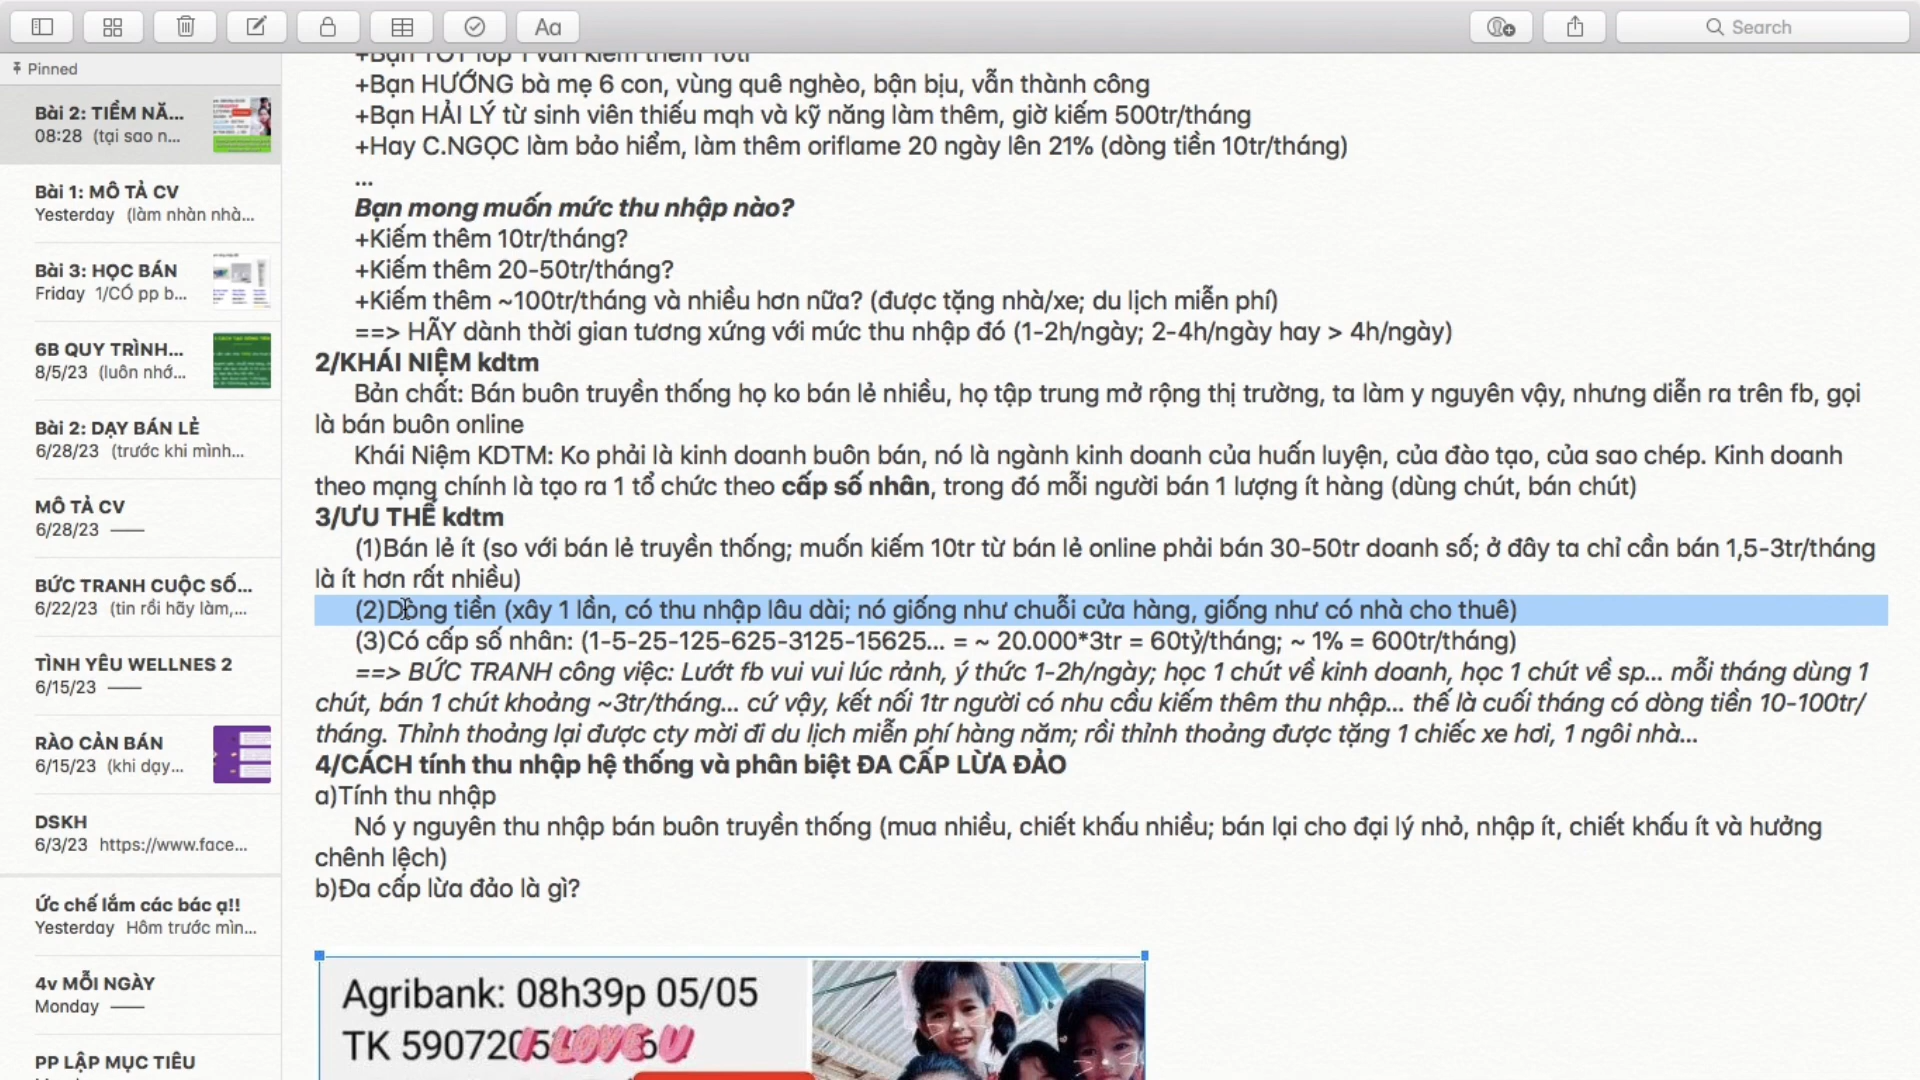 Search
Pinned
Bài 2: TIỀM NĂ...
08:28 (tại sao n...
Bài 1: MÔ TẢ CV
Yesterday (làm nhàn nhà...
Bài 3: HỌC BÁN
Friday 1/CÓ pp b...
6B QUY TRÌNH...
8/5/23 (luôn nhớ...
Bài 2: DẠY BÁN LẺ
6/28/23 (trước khi mình...
MÔ TẢ CV
6/28/23 ——
BỨC TRANH CUỘC SỐ...
6/22/23 (tin rồi hãy làm,...
TÌNH YÊU WELLNES 2
6/15/23 ——
RÀO CẢN BÁN
6/15/23 (khi dạy...
DSKH
6/3/23 https://www.face...
Ức chế lắm các bác ạ!!
Yesterday Hôm trước mìn...
4v MỖI NGÀY
Monday ——
PP LẬP MỤC TIÊU
+Bạn TỐT lớp 1 vẫn kiếm thêm 10tr
+Bạn HƯỚNG bà mẹ 6 con, vùng quê nghèo, bận bịu, vẫn thành công
+Bạn HẢI LÝ từ sinh viên thiếu mqh và kỹ năng làm thêm, giờ kiếm 500tr/tháng
+Hay C.NGỌC làm bảo hiểm, làm thêm oriflame 20 ngày lên 21% (dòng tiền 10tr/tháng)
...
Bạn mong muốn mức thu nhập nào?
+Kiếm thêm 10tr/tháng?
+Kiếm thêm 20-50tr/tháng?
+Kiếm thêm ~100tr/tháng và nhiều hơn nữa? (được tặng nhà/xe; du lịch miễn phí)
==> HÃY dành thời gian tương xứng với mức thu nhập đó (1-2h/ngày; 2-4h/ngày hay > 4h/ngày)
2/KHÁI NIỆM kdtm
Bản chất: Bán buôn truyền thống họ ko bán lẻ nhiều, họ tập trung mở rộng thị trường, ta làm y nguyên vậy, nhưng diễn ra trên fb, gọi
là bán buôn online
Khái Niệm KDTM: Ko phải là kinh doanh buôn bán, nó là ngành kinh doanh của huấn luyện, của đào tạo, của sao chép. Kinh doanh
theo mạng chính là tạo ra 1 tổ chức theo cấp số nhân, trong đó mỗi người bán 1 lượng ít hàng (dùng chút, bán chút)
3/ƯU THẾ kdtm
(1)Bán lẻ ít (so với bán lẻ truyền thống; muốn kiếm 10tr từ bán lẻ online phải bán 30-50tr doanh số; ở đây ta chỉ cần bán 1,5-3tr/tháng
là ít hơn rất nhiều)
(2)Dòng tiền (xây 1 lần, có thu nhập lâu dài; nó giống như chuỗi cửa hàng, giống như có nhà cho thuê)
(3)Có cấp số nhân: (1-5-25-125-625-3125-15625... = ~ 20.000*3tr = 60tỷ/tháng; ~ 1% = 600tr/tháng)
==> BỨC TRANH công việc: Lướt fb vui vui lúc rảnh, ý thức 1-2h/ngày; học 1 chút về kinh doanh, học 1 chút về sp... mỗi tháng dùng 1
chút, bán 1 chút khoảng ~3tr/tháng... cứ vậy, kết nối 1tr người có nhu cầu kiếm thêm thu nhập... thế là cuối tháng có dòng tiền 10-100tr/
tháng. Thỉnh thoảng lại được cty mời đi du lịch miễn phí hàng năm; rồi thỉnh thoảng được tặng 1 chiếc xe hơi, 1 ngôi nhà...
4/CÁCH tính thu nhập hệ thống và phân biệt ĐA CẤP LỪA ĐẢO
a)Tính thu nhập
Nó y nguyên thu nhập bán buôn truyền thống (mua nhiều, chiết khấu nhiều; bán lại cho đại lý nhỏ, nhập ít, chiết khấu ít và hưởng
chênh lệch)
b)Đa cấp lừa đảo là gì?
Agribank: 08h39p 05/05
TK 590720
I LOVE U